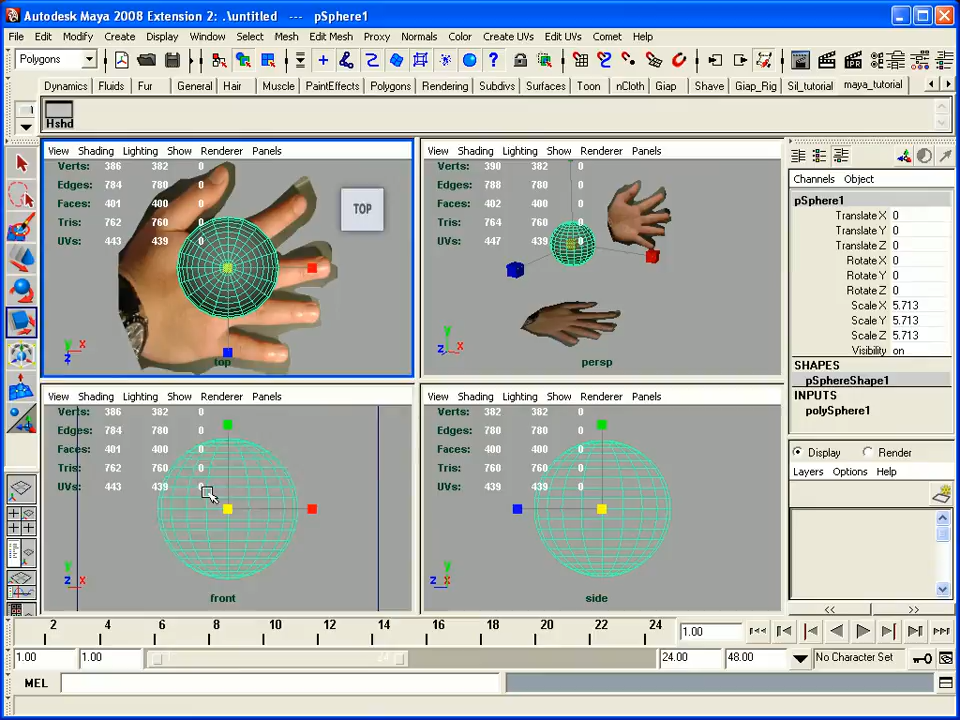 Autodesk Maya 2008 Extension 2: .\untitled --- pSphere1
File Edit Modify Create Display Window Select Mesh Edit Mesh Proxy Normals Color Create UVs Edit UVs Comet Help
Polygons
Dynamics Fluids Fur General Hair Muscle PaintEffects Polygons Rendering Subdivs Surfaces Toon nCloth Giap Shave Giap_Rig Sil_tutorial maya_tutorial
Hshd
View Shading Lighting Show Renderer Panels
Verts: 386 382 0
Edges: 784 780 0
Faces: 401 400 0
Tris: 762 760 0
UVs: 443 439 0
TOP
y
z x
top
View Shading Lighting Show Renderer Panels
Verts: 390 382 0
Edges: 788 780 0
Faces: 402 400 0
Tris: 764 760 0
UVs: 447 439 0
y
z x
persp
View Shading Lighting Show Renderer Panels
Verts: 386 382 0
Edges: 784 780 0
Faces: 401 400 0
Tris: 762 760 0
UVs: 443 439 0
y
z x
front
View Shading Lighting Show Renderer Panels
Verts: 382 382 0
Edges: 780 780 0
Faces: 400 400 0
Tris: 760 760 0
UVs: 439 439 0
y
z x
side
Channels Object
pSphere1
Translate X 0
Translate Y 0
Translate Z 0
Rotate X 0
Rotate Y 0
Rotate Z 0
Scale X 5.713
Scale Y 5.713
Scale Z 5.713
Visibility on
SHAPES
pSphereShape1
INPUTS
polySphere1
Display Render
Layers Options Help
<< >>
2 4 6 8 10 12 14 16 18 20 22 24
1.00
1.00 1.00 24 24.00 48.00 No Character Set
MEL